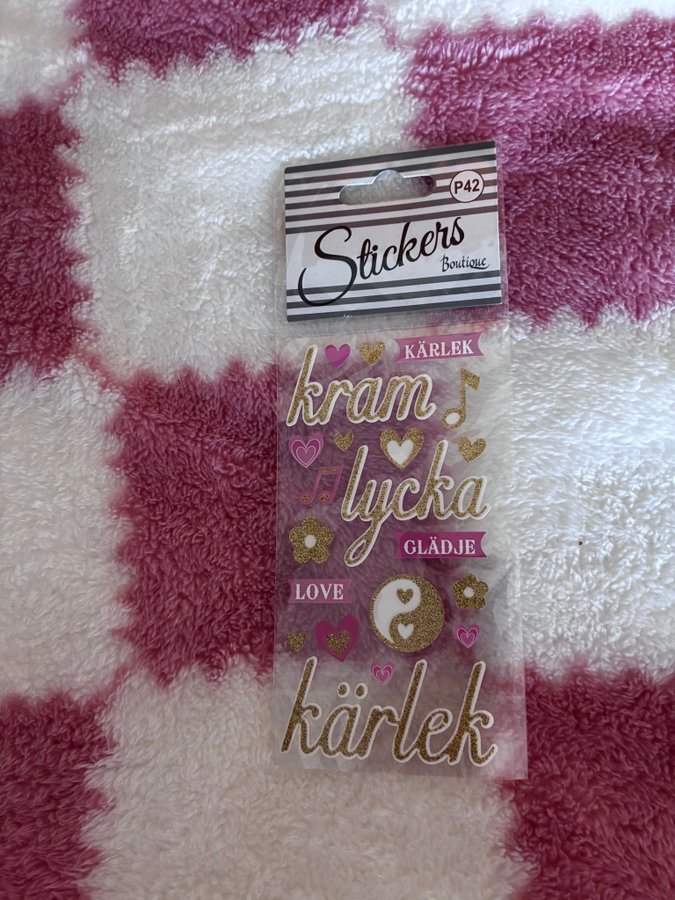 P42
Stickers
Boutique
KÄRLEK
kram
lycka
GLÄDJE
LOVE
kärlek